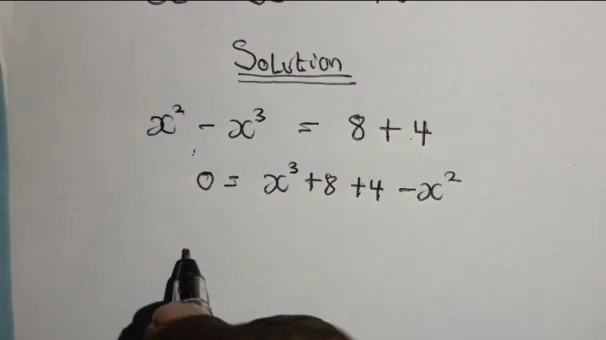 Solution
x² - x³ = 8 + 4
0 = x³ + 8 + 4 - x²